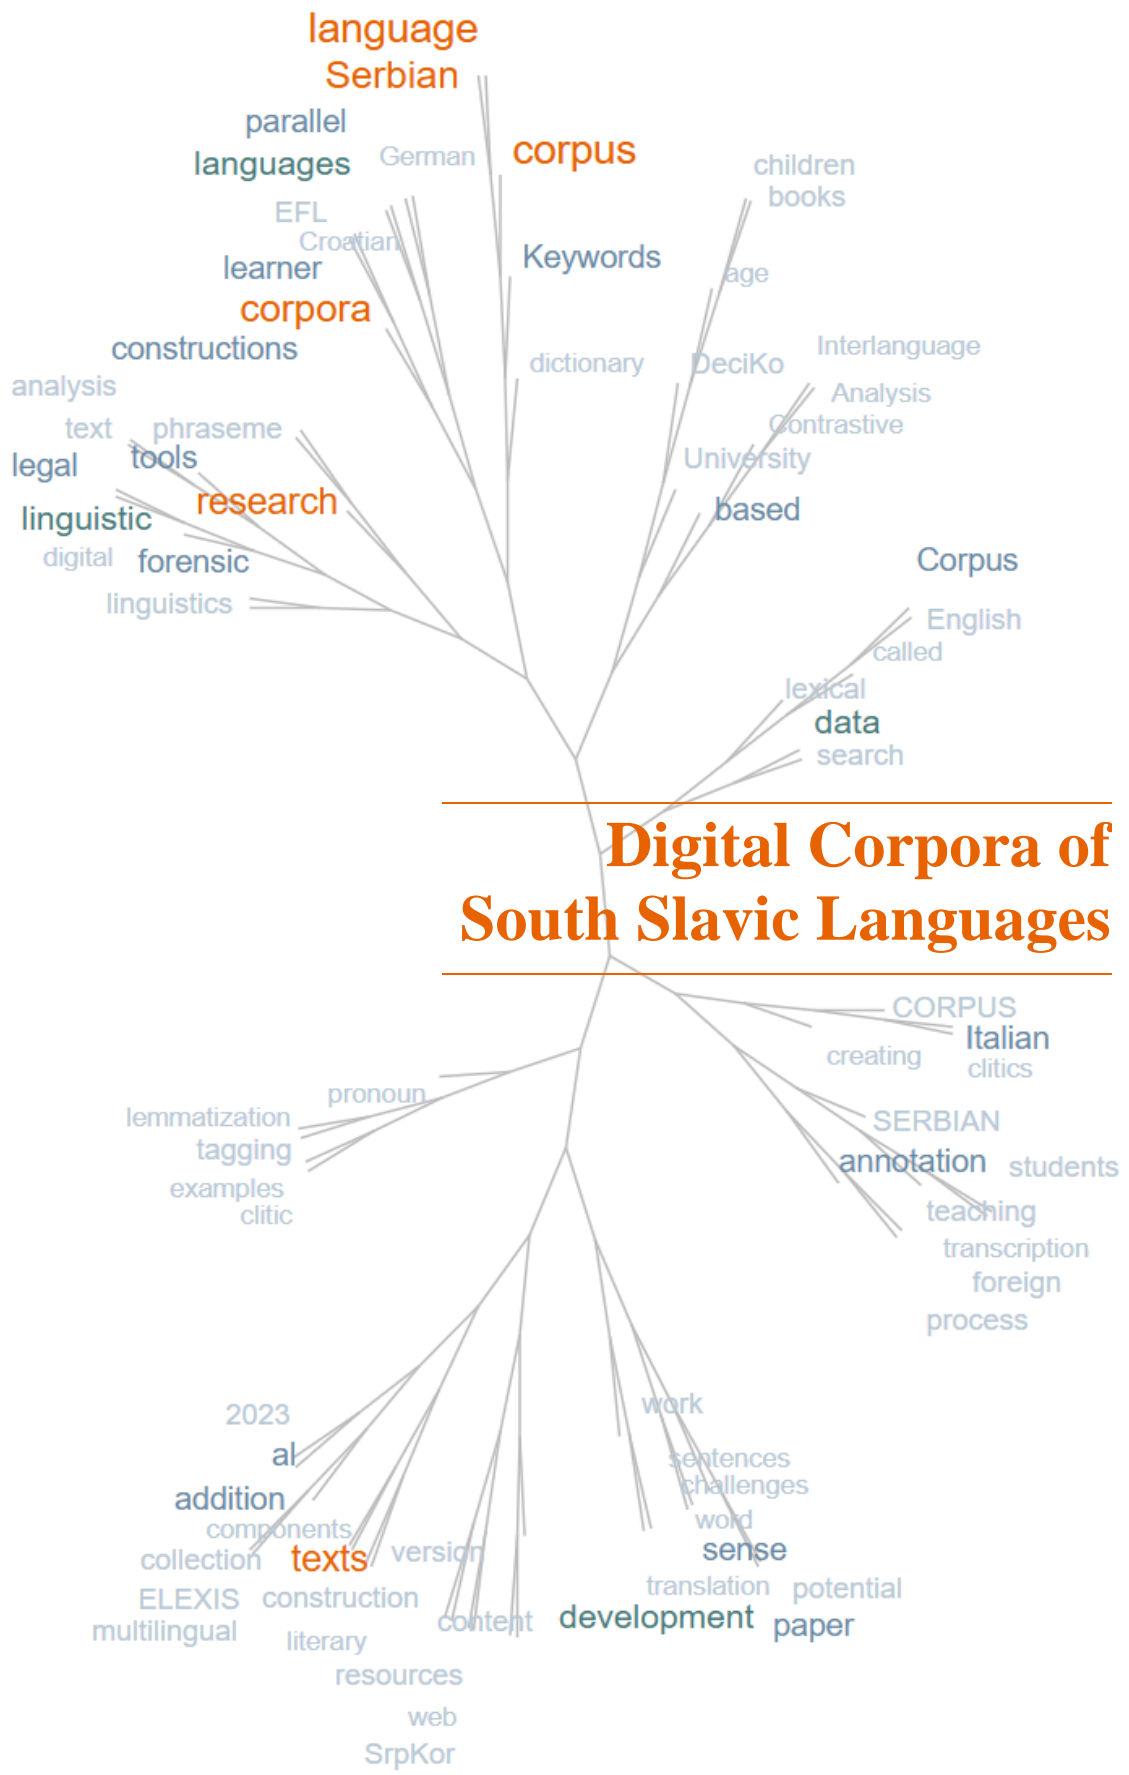 language
Serbian
parallel
languages
German
corpus
children
books
EFL
Croatian
learner
Keywords
age
corpora
constructions
dictionary
DeciKo
Interlanguage
analysis
Analysis
text
phraseme
Contrastive
legal
tools
University
research
based
linguistic
digital
forensic
Corpus
linguistics
English
called
lexical
data
search
Digital Corpora of
South Slavic Languages
CORPUS
Italian
creating
clitics
pronoun
lemmatization
SERBIAN
tagging
annotation
students
examples
clitic
teaching
transcription
foreign
process
2023
work
al
sentences
challenges
addition
components
word
collection
texts
version
sense
ELEXIS
construction
translation
potential
multilingual
literary
content
development
paper
resources
web
SrpKor